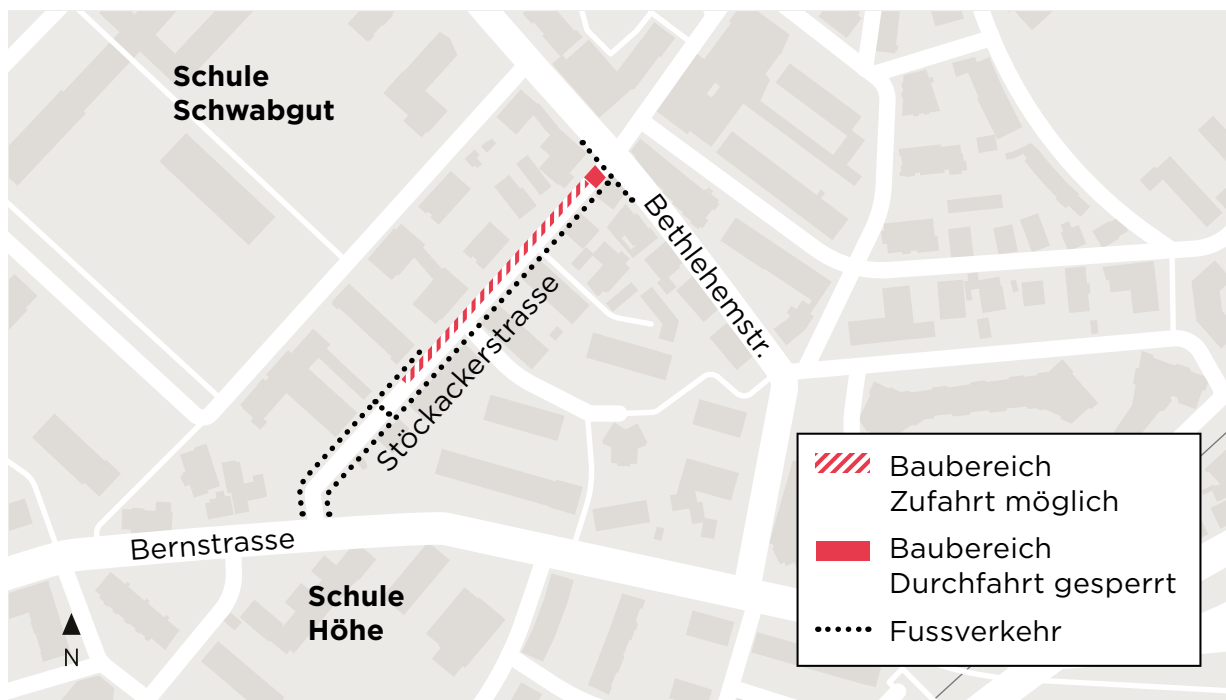 Schule
Schwabgut
Bethlehemstr.
Stöckackerstrasse
Bernstrasse
Schule
Höhe
N
Baubereich
Zufahrt möglich
Baubereich
Durchfahrt gesperrt
Fussverkehr